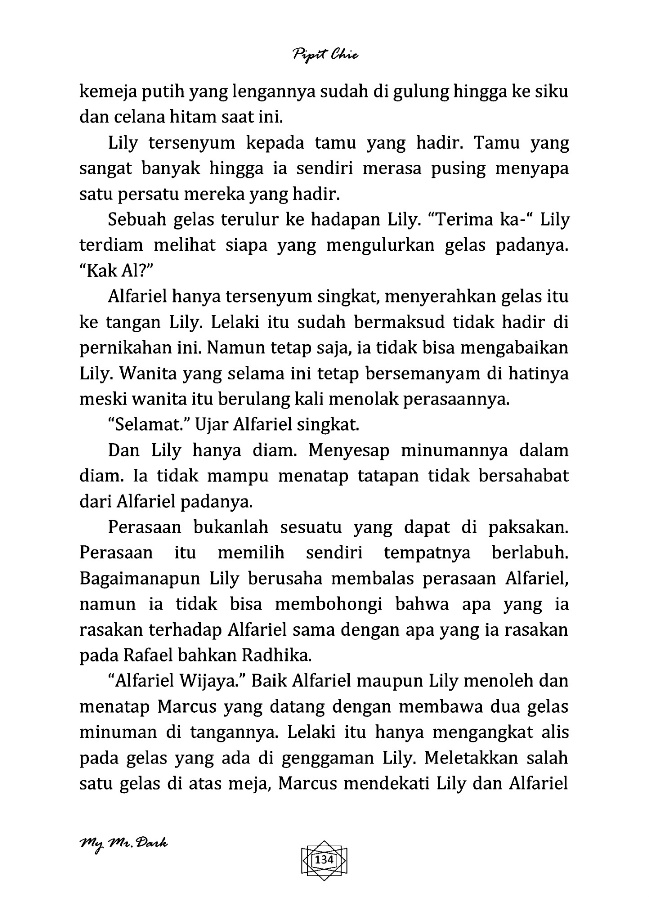 Pipit Chie
kemeja putih yang lengannya sudah di gulung hingga ke siku
dan celana hitam saat ini.
Lily tersenyum kepada tamu yang hadir. Tamu yang
sangat banyak hingga ia sendiri merasa pusing menyapa
satu persatu mereka yang hadir.
Sebuah gelas terulur ke hadapan Lily. “Terima ka-“ Lily
terdiam melihat siapa yang mengulurkan gelas padanya.
“Kak Al?”
Alfariel hanya tersenyum singkat, menyerahkan gelas itu
ke tangan Lily. Lelaki itu sudah bermaksud tidak hadir di
pernikahan ini. Namun tetap saja, ia tidak bisa mengabaikan
Lily. Wanita yang selama ini tetap bersemanyam di hatinya
meski wanita itu berulang kali menolak perasaannya.
“Selamat.” Ujar Alfariel singkat.
Dan Lily hanya diam. Menyesap minumannya dalam
diam. Ia tidak mampu menatap tatapan tidak bersahabat
dari Alfariel padanya.
Perasaan bukanlah sesuatu yang dapat di paksakan.
Perasaan itu memilih sendiri tempatnya berlabuh.
Bagaimanapun Lily berusaha membalas perasaan Alfariel,
namun ia tidak bisa membohongi bahwa apa yang ia
rasakan terhadap Alfariel sama dengan apa yang ia rasakan
pada Rafael bahkan Radhika.
“Alfariel Wijaya.” Baik Alfariel maupun Lily menoleh dan
menatap Marcus yang datang dengan membawa dua gelas
minuman di tangannya. Lelaki itu hanya mengangkat alis
pada gelas yang ada di genggaman Lily. Meletakkan salah
satu gelas di atas meja, Marcus mendekati Lily dan Alfariel
My Mr. Dark
134